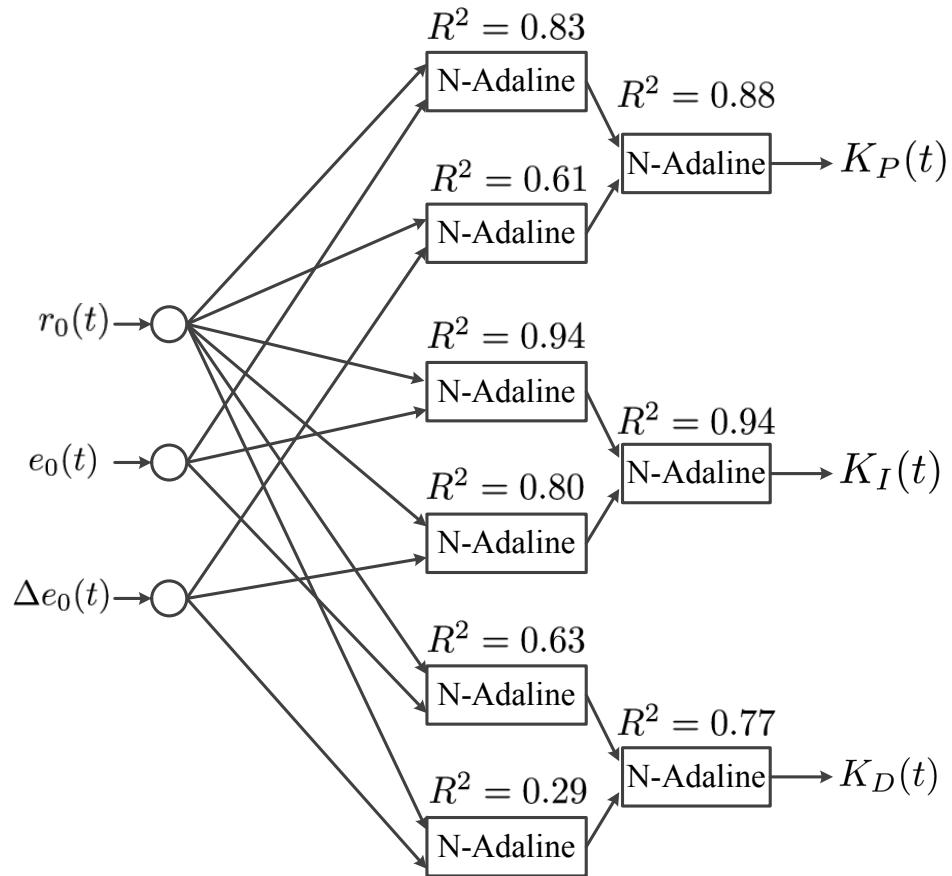 R² = 0.83
N-Adaline
R² = 0.88
N-Adaline
K_P(t)
R² = 0.61
N-Adaline
r₀(t)
R² = 0.94
N-Adaline
R² = 0.94
N-Adaline
K_I(t)
e₀(t)
R² = 0.80
N-Adaline
Δe₀(t)
R² = 0.63
N-Adaline
R² = 0.77
N-Adaline
K_D(t)
R² = 0.29
N-Adaline